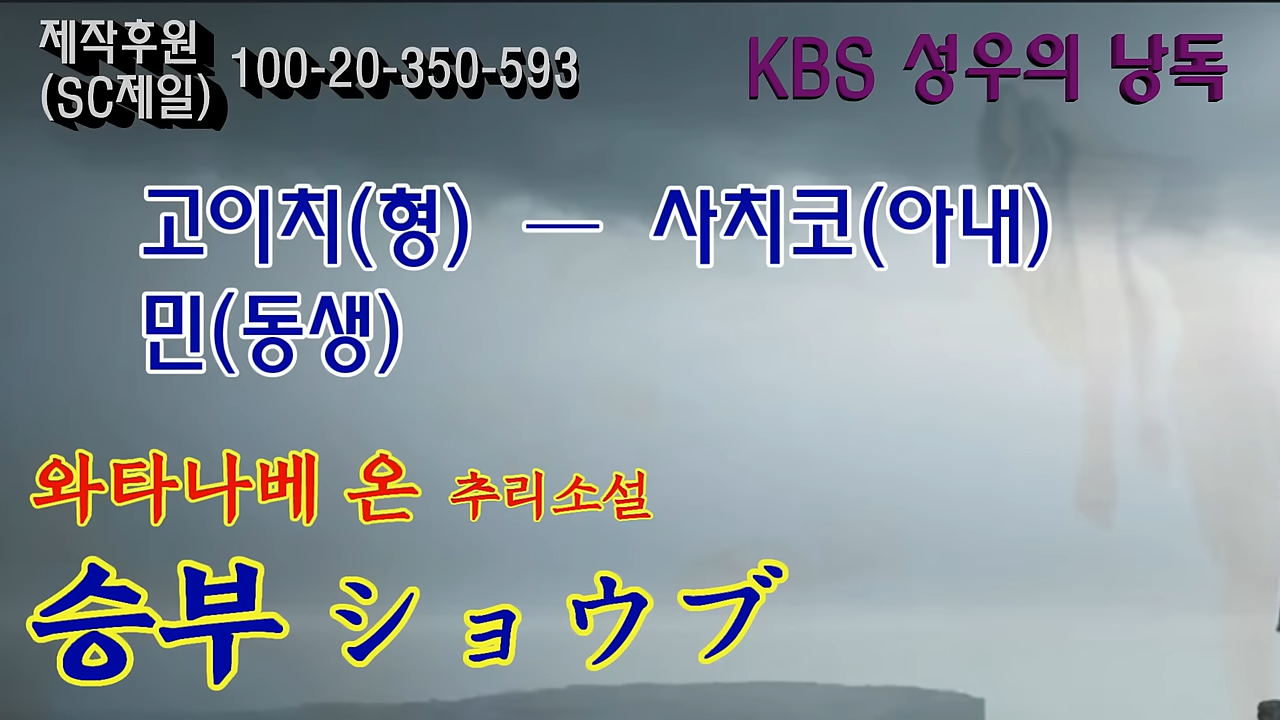 제작후원
(SC제일) 100-20-350-593
KBS 성우의 낭독
고이치(형) — 사치코(아내)
민(동생)
와타나베 온 추리소설
승부 ショウブ